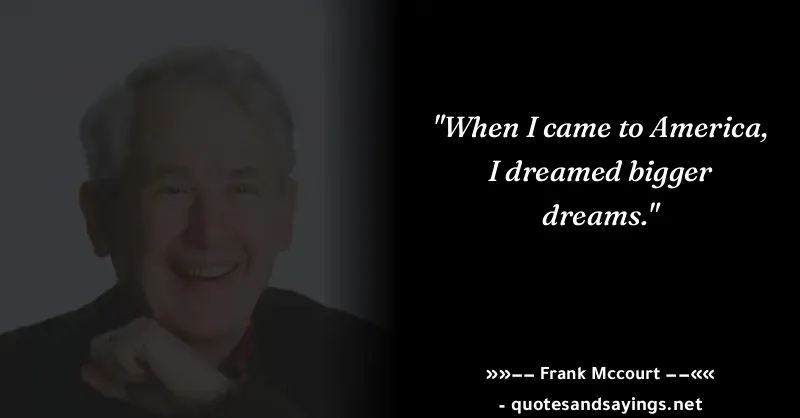 "When I came to America,
I dreamed bigger
dreams."
»»−− Frank Mccourt −−««
- quotesandsayings.net